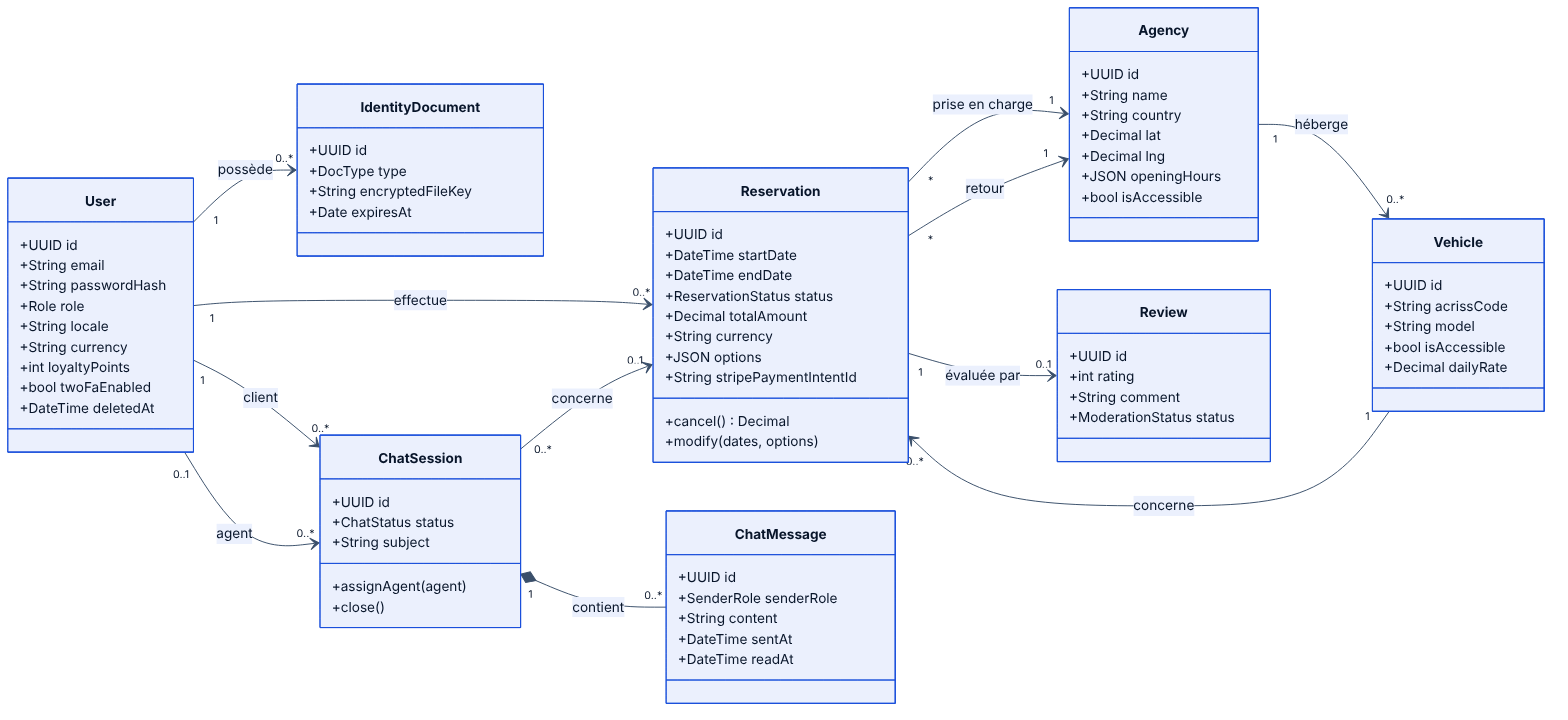 User
+UUID id
+String email
+String passwordHash
+Role role
+String locale
+String currency
+int loyaltyPoints
+bool twoFaEnabled
+DateTime deletedAt
1
possède
0..*
IdentityDocument
+UUID id
+DocType type
+String encryptedFileKey
+Date expiresAt
1
effectue
0..*
1
client
0..*
0..1
agent
0..*
ChatSession
+UUID id
+ChatStatus status
+String subject
+assignAgent(agent)
+close()
0..*
concerne
0..1
1
contient
0..*
Reservation
+UUID id
+DateTime startDate
+DateTime endDate
+ReservationStatus status
+Decimal totalAmount
+String currency
+JSON options
+String stripePaymentIntentId
+cancel() : Decimal
+modify(dates, options)
ChatMessage
+UUID id
+SenderRole senderRole
+String content
+DateTime sentAt
+DateTime readAt
*
prise en charge
1
*
retour
1
1
évaluée par
0..1
Agency
+UUID id
+String name
+String country
+Decimal lat
+Decimal lng
+JSON openingHours
+bool isAccessible
Review
+UUID id
+int rating
+String comment
+ModerationStatus status
1
héberge
0..*
Vehicle
+UUID id
+String acrissCode
+String model
+bool isAccessible
+Decimal dailyRate
1
concerne
0..*